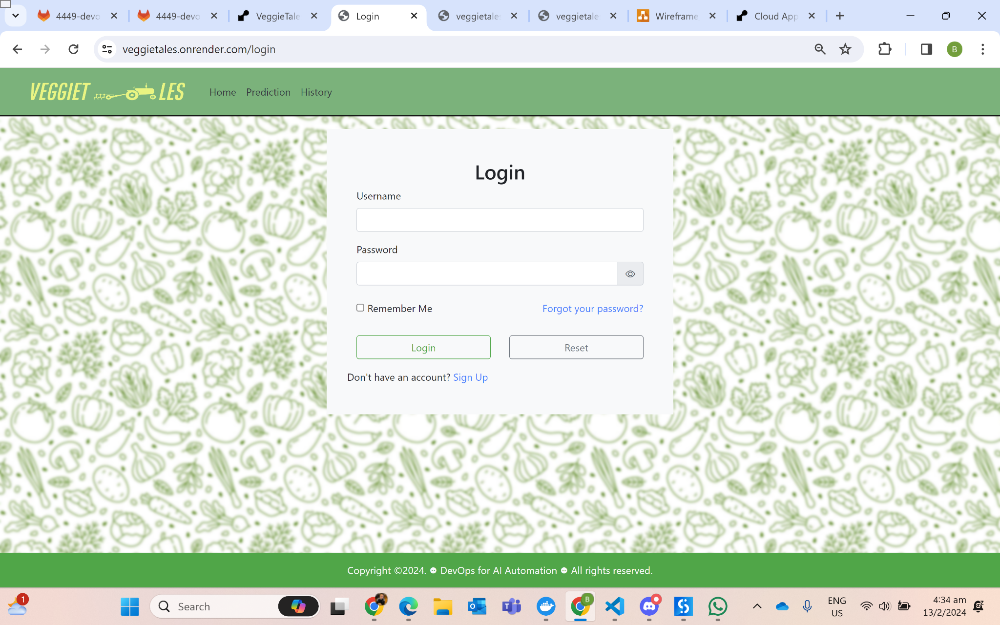 4449-devo
4449-devo
VeggieTale
Login
veggietales
veggietale
Wireframe
Cloud App
veggietales.onrender.com/login
B
VEGGIET LES
Home
Prediction
History
Login
Username
Password
Remember Me
Forgot your password?
Login
Reset
Don't have an account? Sign Up
Copyright ©2024. DevOps for AI Automation All rights reserved.
1
Search
B
ENG
US
4:34 am
13/2/2024